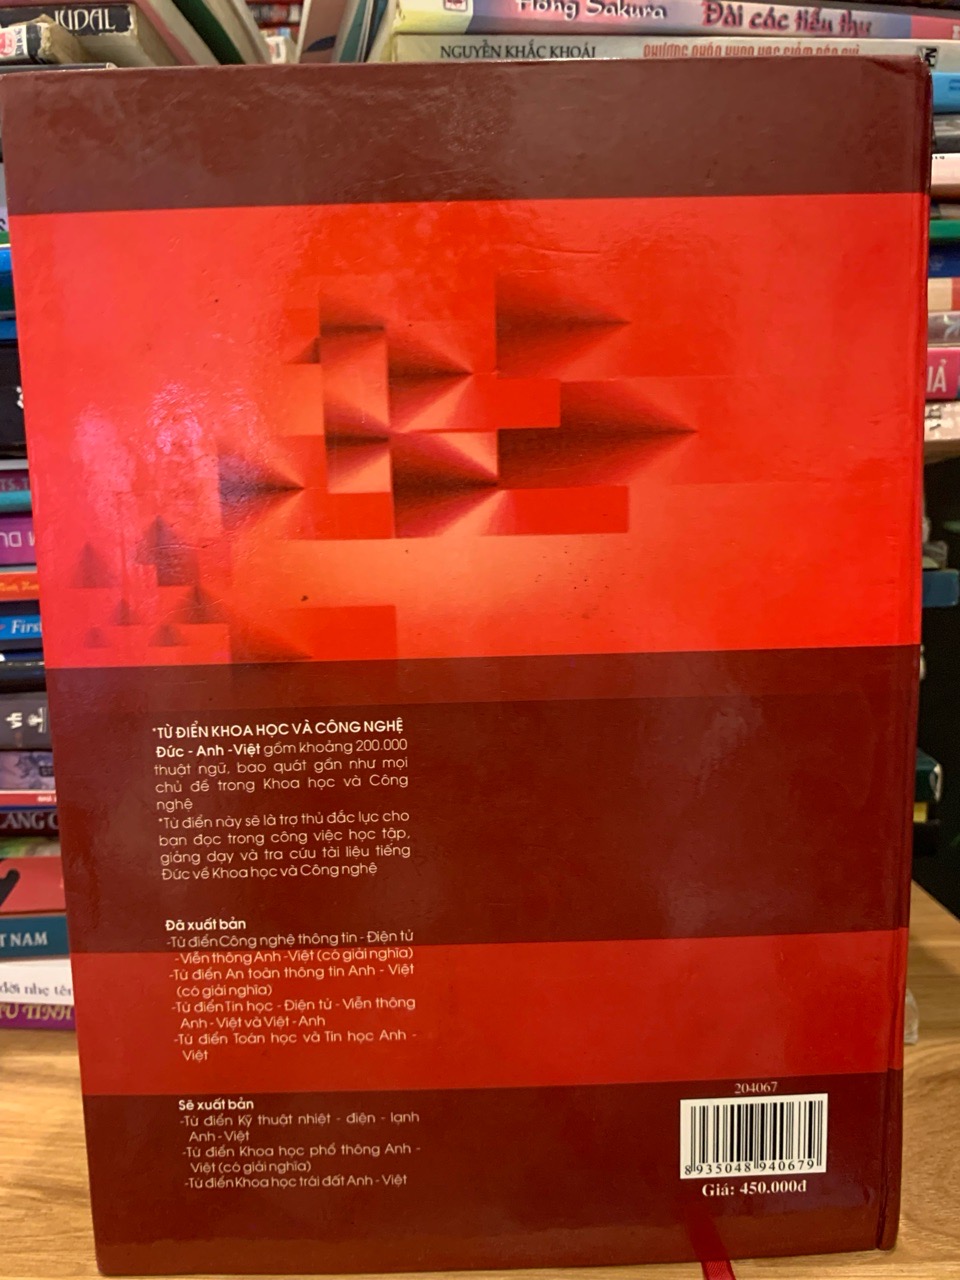 JUDAL
Hồng Sakura
Đài các tiểu thư
NGUYỄN KHẮC KHOÁI
*TỪ ĐIỂN KHOA HỌC VÀ CÔNG NGHỆ
Đức - Anh -Việt gồm khoảng 200.000
thuật ngữ, bao quát gần như mọi
chủ đề trong Khoa học và Công
nghệ
*Từ điển này sẽ là trợ thủ đắc lực cho
bạn đọc trong công việc học tập,
giảng dạy và tra cứu tài liệu tiếng
Đức về Khoa học và Công nghệ
Đã xuất bản
-Từ điển Công nghệ thông tin - Điện tử
-Viễn thông Anh -Việt (có giải nghĩa)
-Từ điển An toàn thông tin Anh - Việt
(có giải nghĩa)
-Từ điển Tin học - Điện tử - Viễn thông
Anh - Việt và Việt - Anh
-Từ điển Toán học và Tin học Anh -
Việt
Sẽ xuất bản
-Từ điển Kỹ thuật nhiệt - điện - lạnh
Anh - Việt
-Từ điển Khoa học phổ thông Anh -
Việt (có giải nghĩa)
-Từ điển Khoa học trái đất Anh - Việt
204067
8 935048 940679
Giá: 450.000đ
First
T NAM
đời nhẹ tên